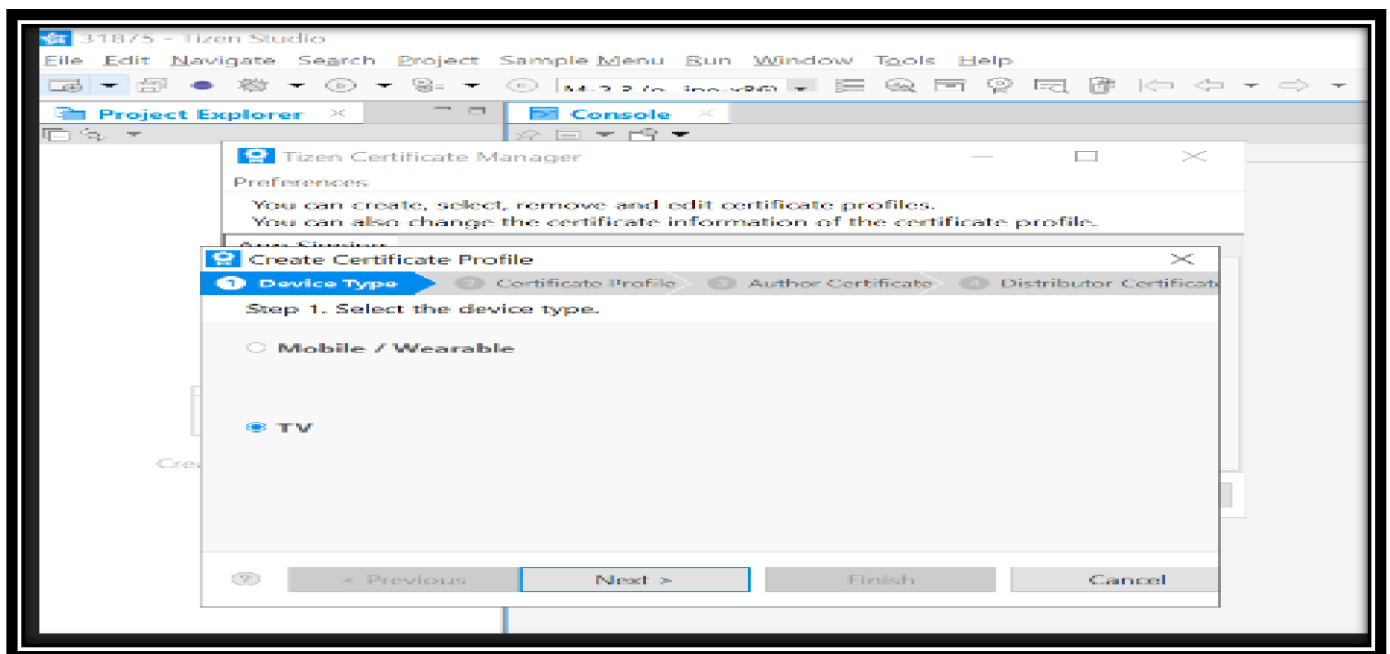 31875 - Tizen Studio
File Edit Navigate Search Project Sample Menu Run Window Tools Help
Project Explorer
Console
Tizen Certificate Manager
Preferences
You can create, select, remove and edit certificate profiles.
You can also change the certificate information of the certificate profile.
Create Certificate Profile
1 Device Type 2 Certificate Profile 3 Author Certificate 4 Distributor Certificate
Step 1. Select the device type.
Mobile / Wearable
TV
< Previous Next > Finish Cancel